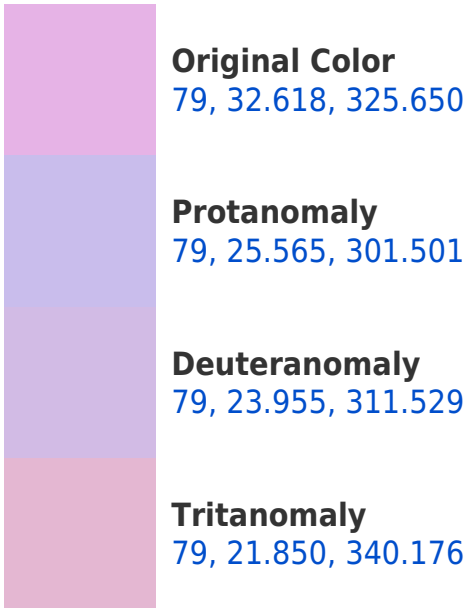 Original Color
79, 32.618, 325.650
Protanomaly
79, 25.565, 301.501
Deuteranomaly
79, 23.955, 311.529
Tritanomaly
79, 21.850, 340.176